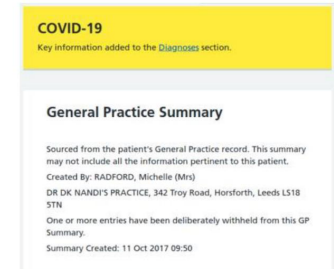 COVID-19
Key information added to the Diagnoses section.
General Practice Summary
Sourced from the patient's General Practice record. This summary
may not include all the information pertinent to this patient.
Created By: RADFORD, Michelle (Mrs)
DR DK NANDI'S PRACTICE, 342 Troy Road, Horsforth, Leeds LS18
5TN
One or more entries have been deliberately withheld from this GP
Summary.
Summary Created: 11 Oct 2017 09:50